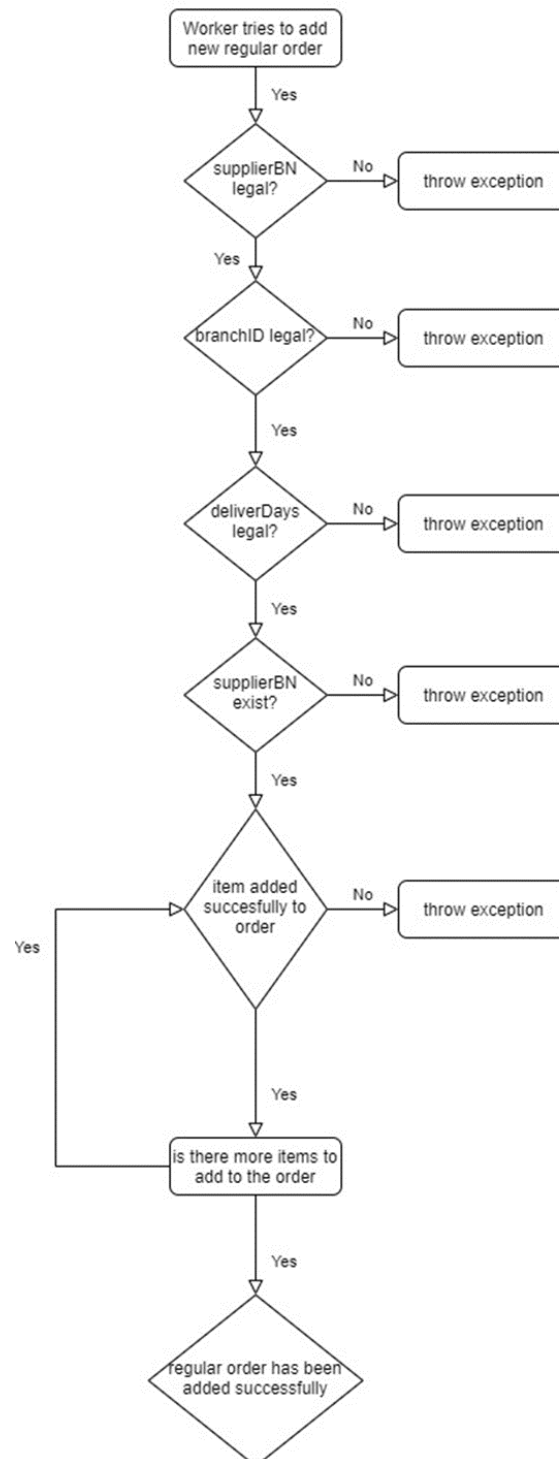 Worker tries to add
new regular order
Yes
supplierBN
legal?
No
throw exception
Yes
branchID legal?
No
throw exception
Yes
deliverDays
legal?
No
throw exception
Yes
supplierBN
exist?
No
throw exception
Yes
item added
succesfully to
order
No
throw exception
Yes
Yes
is there more items to
add to the order
Yes
regular order has been
added successfully